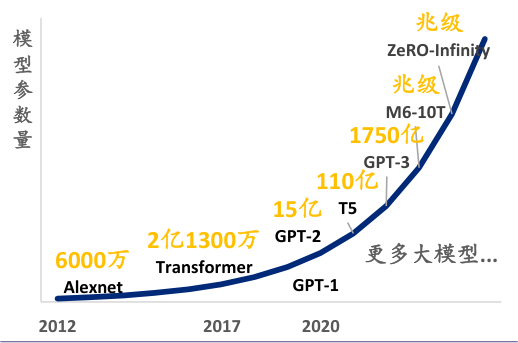 模型参数量
兆级
ZeRO-Infinity
兆级
M6-10T
1750亿
GPT-3
110亿
T5
15亿
GPT-2
2亿1300万
Transformer
6000万
Alexnet
GPT-1
更多大模型...
2012
2017
2020